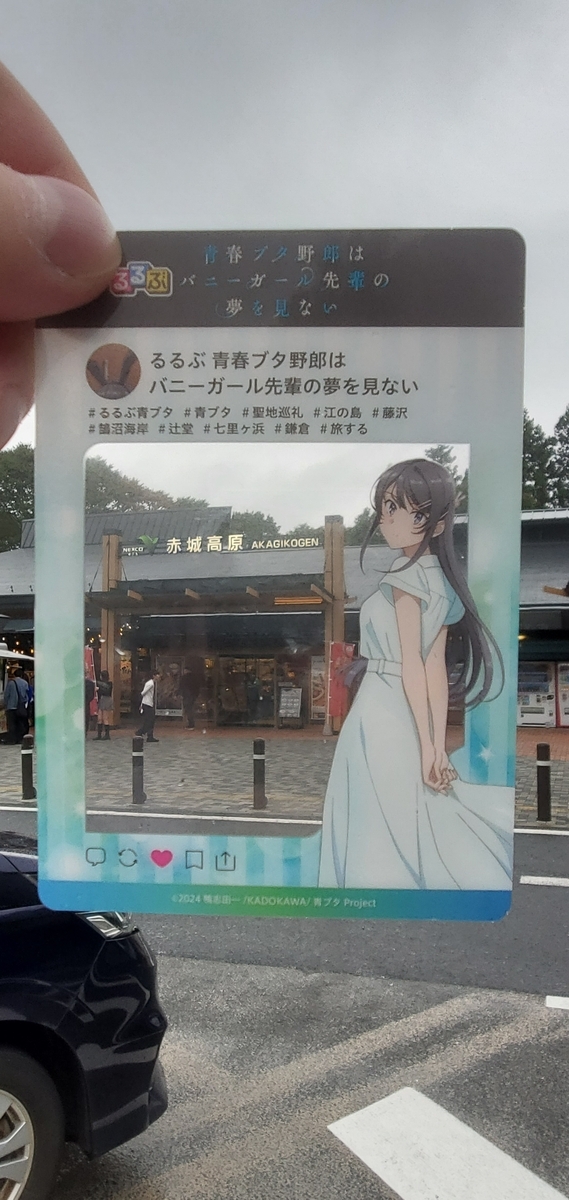 青春ブタ野郎は
るるぶ バニーガール先輩の
夢を見ない
るるぶ 青春ブタ野郎は
バニーガール先輩の夢を見ない
#るるぶ青ブタ #青ブタ #聖地巡礼 #江の島 #藤沢
#鵠沼海岸 #辻堂 #七里ヶ浜 #鎌倉 #旅する
NEXCO 赤城高原 AKAGIKOGEN
©2024 鴨志田一 /KADOKAWA/ 青ブタ Project